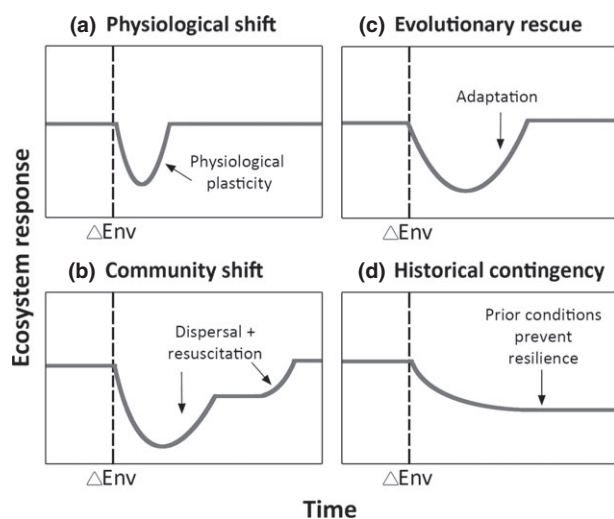 (a) Physiological shift
Physiological
plasticity
△Env
(c) Evolutionary rescue
Adaptation
△Env
(b) Community shift
Dispersal +
resuscitation
△Env
(d) Historical contingency
Prior conditions
prevent
resilience
△Env
Ecosystem response
Time